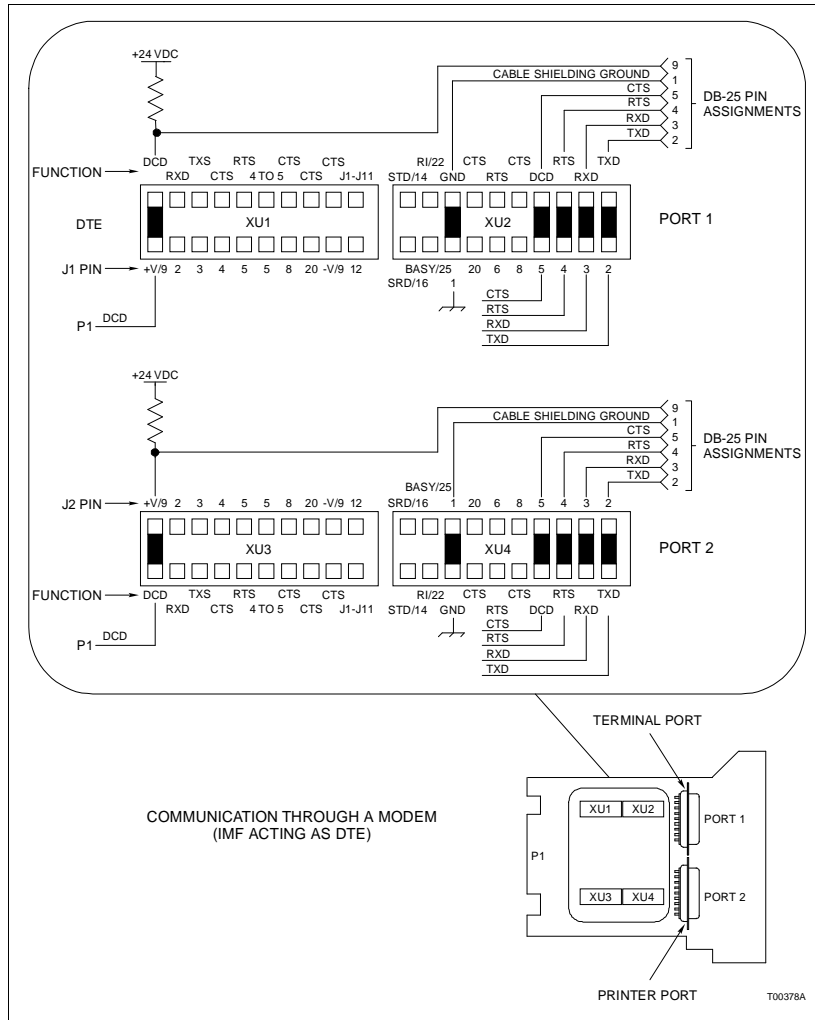 +24 VDC
9
CABLE SHIELDING GROUND 1
CTS 5
RTS 4
RXD 3
TXD 2
DB-25 PIN
ASSIGNMENTS
DCD TXS RTS CTS CTS
FUNCTION
RXD CTS 4 TO 5 CTS J1-J11
RI/22 CTS CTS RTS TXD
STD/14 GND RTS DCD RXD
DTE
XU1
XU2
PORT 1
J1 PIN
+V/9 2 3 4 5 5 8 20 -V/9 12
BASY/25 20 6 8 5 4 3 2
SRD/16 1
P1 DCD
CTS
RTS
RXD
TXD
+24 VDC
9
CABLE SHIELDING GROUND 1
CTS 5
RTS 4
RXD 3
TXD 2
DB-25 PIN
ASSIGNMENTS
BASY/25
J2 PIN
+V/9 2 3 4 5 5 8 20 -V/9 12
SRD/16 1 20 6 8 5 4 3 2
XU3
XU4
PORT 2
FUNCTION
DCD TXS RTS CTS CTS
RXD CTS 4 TO 5 CTS J1-J11
RI/22 CTS CTS RTS TXD
STD/14 GND RTS DCD RXD
P1 DCD
CTS
RTS
RXD
TXD
TERMINAL PORT
COMMUNICATION THROUGH A MODEM
(IMF ACTING AS DTE)
XU1 XU2
PORT 1
P1
XU3 XU4
PORT 2
PRINTER PORT
T00378A